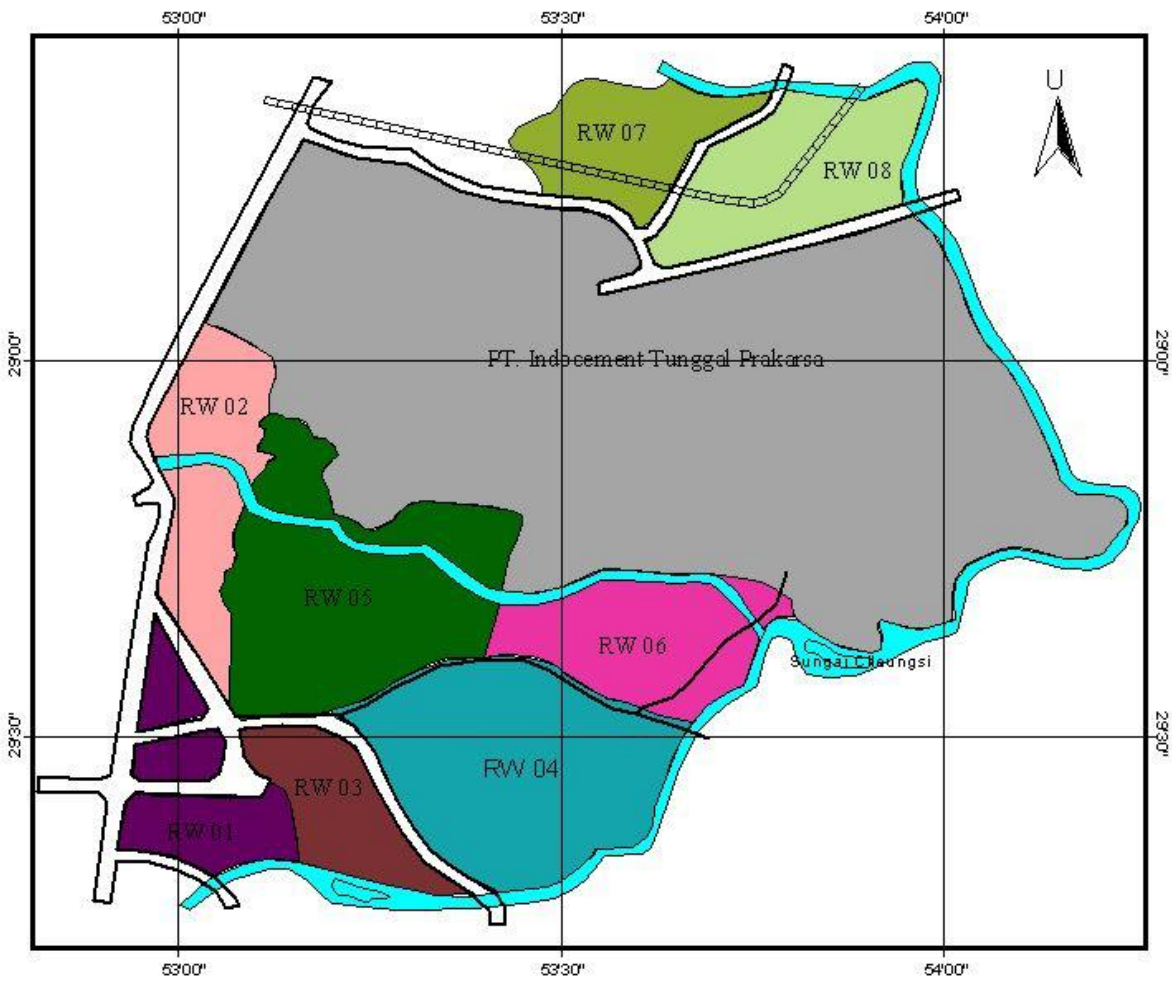 53'00"
53'30"
54'00"
U
RW 07
RW 08
29'00"
PT. Indocement Tunggal Prakarsa
29'00"
RW 02
RW 05
RW 06
Sungai Cileungsi
29'30"
29'30"
RW 04
RW 03
RW 01
53'00"
53'30"
54'00"